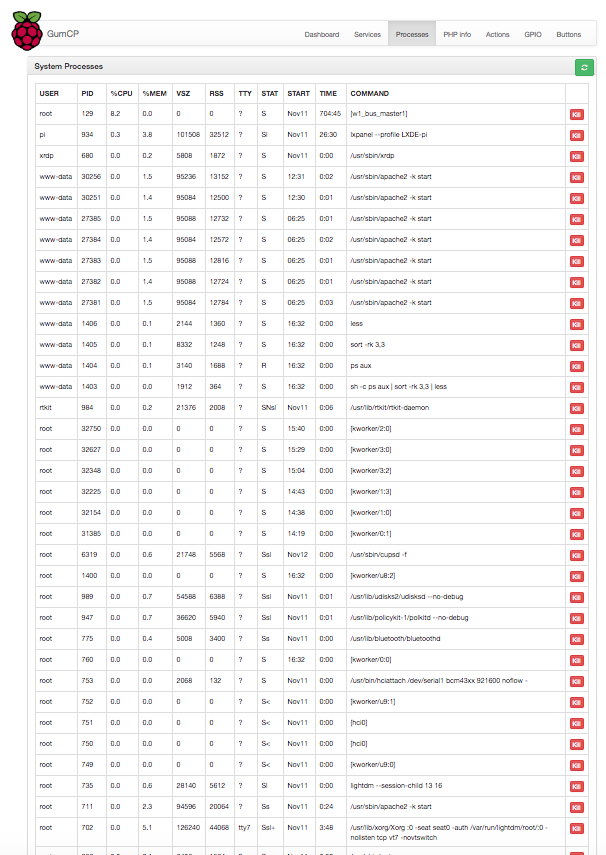 GumCP Dashboard Services Processes PHP info Actions GPIO Buttons
System Processes
USER PID %CPU %MEM VSZ RSS TTY STAT START TIME COMMAND
root 129 8.2 0.0 0 0 ? S Nov11 704:45 [w1_bus_master1] Kill
pi 934 0.3 3.8 101508 32512 ? Sl Nov11 26:30 lxpanel --profile LXDE-pi Kill
xrdp 680 0.0 0.2 5808 1872 ? S Nov11 0:00 /usr/sbin/xrdp Kill
www-data 30256 0.0 1.5 95236 13152 ? S 12:31 0:02 /usr/sbin/apache2 -k start Kill
www-data 30251 0.0 1.4 95084 12500 ? S 12:30 0:01 /usr/sbin/apache2 -k start Kill
www-data 27385 0.0 1.5 95088 12732 ? S 06:25 0:01 /usr/sbin/apache2 -k start Kill
www-data 27384 0.0 1.4 95084 12572 ? S 06:25 0:02 /usr/sbin/apache2 -k start Kill
www-data 27383 0.0 1.5 95088 12816 ? S 06:25 0:01 /usr/sbin/apache2 -k start Kill
www-data 27382 0.0 1.4 95088 12724 ? S 06:25 0:01 /usr/sbin/apache2 -k start Kill
www-data 27381 0.0 1.5 95084 12784 ? S 06:25 0:03 /usr/sbin/apache2 -k start Kill
www-data 1406 0.0 0.1 2144 1360 ? S 16:32 0:00 less Kill
www-data 1405 0.0 0.1 8332 1248 ? S 16:32 0:00 sort -rk 3,3 Kill
www-data 1404 0.0 0.1 3140 1688 ? R 16:32 0:00 ps aux Kill
www-data 1403 0.0 0.0 1912 364 ? S 16:32 0:00 sh -c ps aux | sort -rk 3,3 | less Kill
rtkit 984 0.0 0.2 21376 2008 ? SNsl Nov11 0:06 /usr/lib/rtkit/rtkit-daemon Kill
root 32750 0.0 0.0 0 0 ? S 15:40 0:00 [kworker/2:0] Kill
root 32627 0.0 0.0 0 0 ? S 15:29 0:00 [kworker/3:0] Kill
root 32348 0.0 0.0 0 0 ? S 15:04 0:00 [kworker/3:2] Kill
root 32225 0.0 0.0 0 0 ? S 14:43 0:00 [kworker/1:3] Kill
root 32154 0.0 0.0 0 0 ? S 14:38 0:00 [kworker/1:0] Kill
root 31385 0.0 0.0 0 0 ? S 14:19 0:00 [kworker/0:1] Kill
root 6319 0.0 0.6 21748 5568 ? Ssl Nov12 0:00 /usr/sbin/cupsd -f Kill
root 1400 0.0 0.0 0 0 ? S 16:32 0:00 [kworker/u8:2] Kill
root 989 0.0 0.7 54588 6388 ? Ssl Nov11 0:01 /usr/lib/udisks2/udisksd --no-debug Kill
root 947 0.0 0.7 36620 5940 ? Ssl Nov11 0:01 /usr/lib/policykit-1/polkitd --no-debug Kill
root 775 0.0 0.4 5008 3400 ? Ss Nov11 0:00 /usr/lib/bluetooth/bluetoothd Kill
root 760 0.0 0.0 0 0 ? S 16:32 0:00 [kworker/0:0] Kill
root 753 0.0 0.0 2068 132 ? S Nov11 0:00 /usr/bin/hciattach /dev/serial1 bcm43xx 921600 noflow - Kill
root 752 0.0 0.0 0 0 ? S< Nov11 0:00 [kworker/u9:1] Kill
root 751 0.0 0.0 0 0 ? S< Nov11 0:00 [hci0] Kill
root 750 0.0 0.0 0 0 ? S< Nov11 0:00 [hci0] Kill
root 749 0.0 0.0 0 0 ? S< Nov11 0:00 [kworker/u9:0] Kill
root 735 0.0 0.6 28140 5612 ? Sl Nov11 0:00 lightdm --session-child 13 16 Kill
root 711 0.0 2.3 94596 20064 ? Ss Nov11 0:24 /usr/sbin/apache2 -k start Kill
root 702 0.0 5.1 126240 44068 tty7 Ssl+ Nov11 3:48 /usr/lib/xorg/Xorg :0 -seat seat0 -auth /var/run/lightdm/root/:0 - Kill
nolisten tcp vt7 -novtswitch